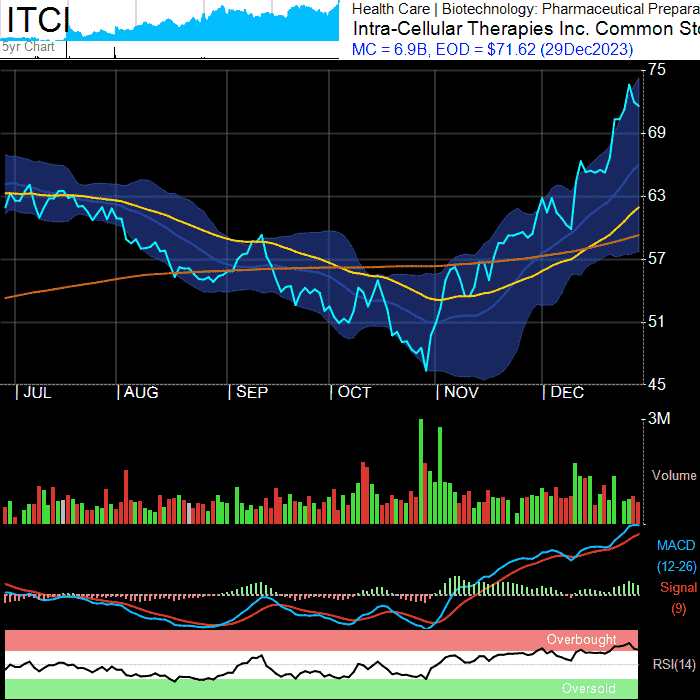 ITCI
5yr Chart
Health Care | Biotechnology: Pharmaceutical Prepara
Intra-Cellular Therapies Inc. Common Sto
MC = 6.9B, EOD = $71.62 (29Dec2023)
75
69
63
57
51
45
JUL
AUG
SEP
OCT
NOV
DEC
3M
Volume
MACD
(12-26)
Signal
(9)
Overbought
RSI(14)
Oversold